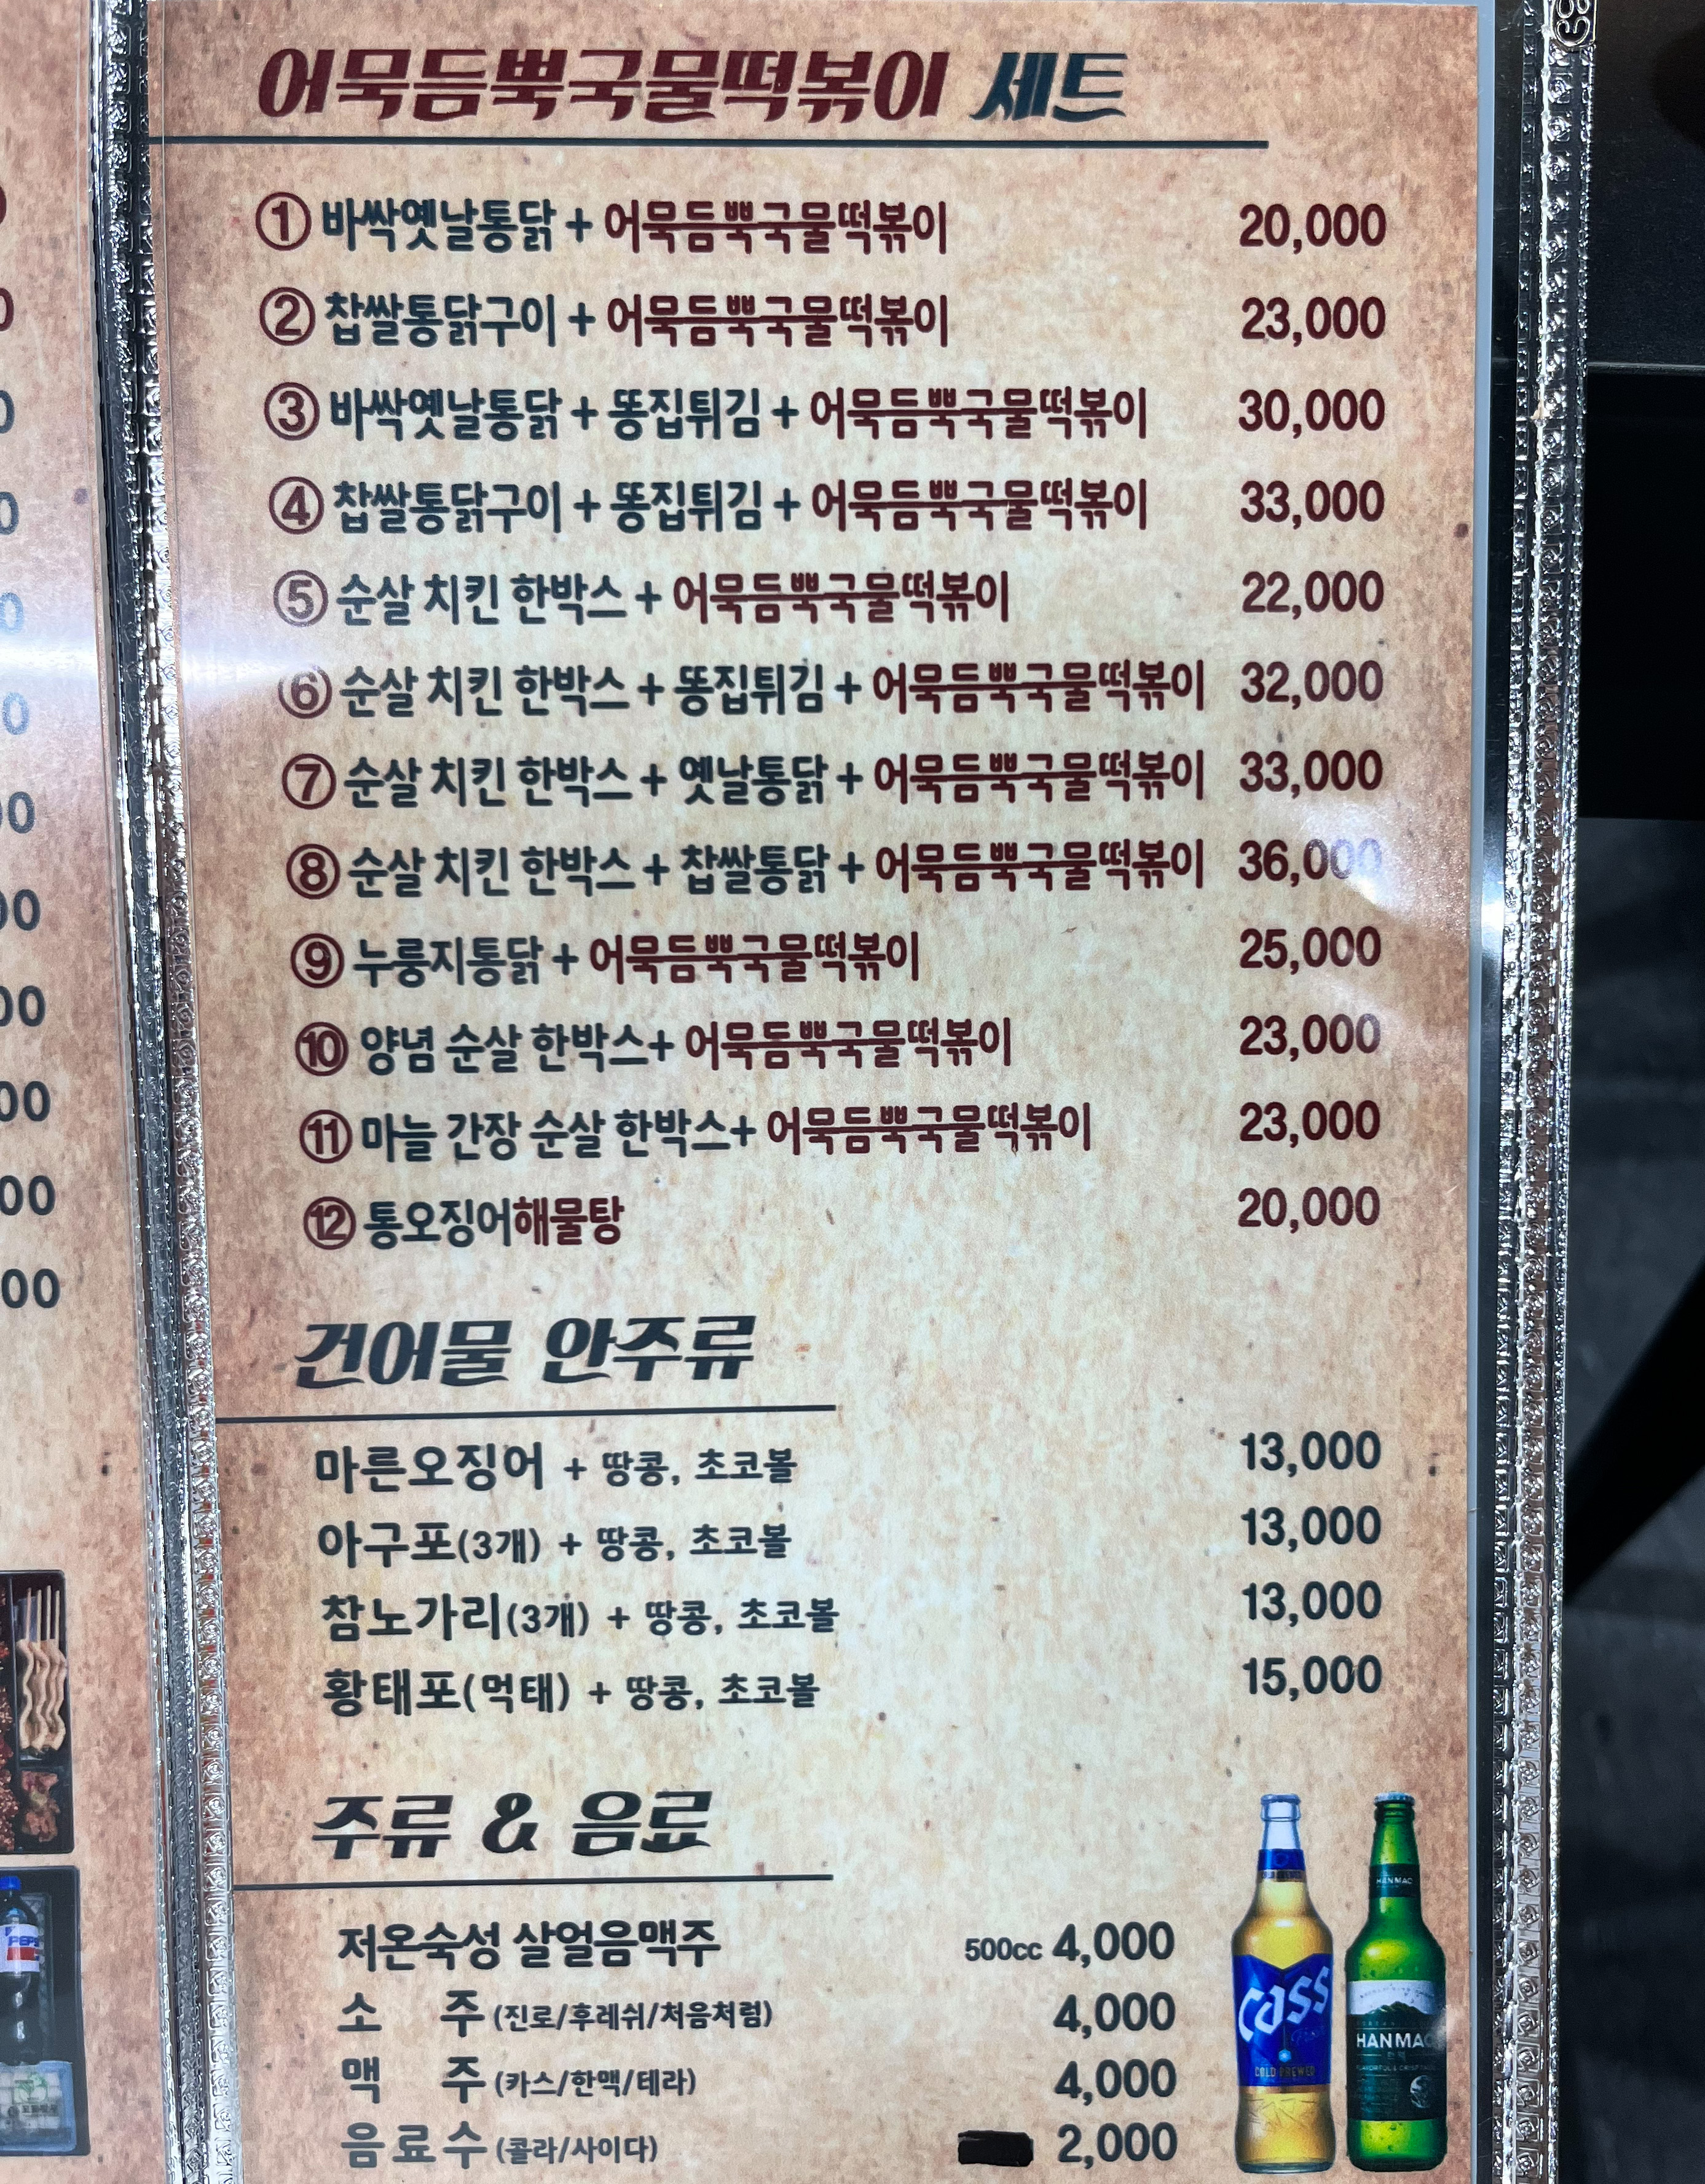 어묵듬뿍국물떡볶이 세트
① 바싹옛날통닭 + 어묵듬뿍국물떡볶이 20,000
② 찹쌀통닭구이 + 어묵듬뿍국물떡볶이 23,000
③ 바싹옛날통닭 + 똥집튀김 + 어묵듬뿍국물떡볶이 30,000
④ 찹쌀통닭구이 + 똥집튀김 + 어묵듬뿍국물떡볶이 33,000
⑤ 순살 치킨 한박스 + 어묵듬뿍국물떡볶이 22,000
⑥ 순살 치킨 한박스 + 똥집튀김 + 어묵듬뿍국물떡볶이 32,000
⑦ 순살 치킨 한박스 + 옛날통닭 + 어묵듬뿍국물떡볶이 33,000
⑧ 순살 치킨 한박스 + 찹쌀통닭 + 어묵듬뿍국물떡볶이 36,000
⑨ 누룽지통닭 + 어묵듬뿍국물떡볶이 25,000
⑩ 양념 순살 한박스+ 어묵듬뿍국물떡볶이 23,000
⑪ 마늘 간장 순살 한박스+ 어묵듬뿍국물떡볶이 23,000
⑫ 통오징어해물탕 20,000
건어물 안주류
마른오징어 + 땅콩, 초코볼 13,000
아구포(3개) + 땅콩, 초코볼 13,000
참노가리(3개) + 땅콩, 초코볼 13,000
황태포(먹태) + 땅콩, 초코볼 15,000
주류 & 음료
저온숙성 살얼음맥주 500cc 4,000
소 주 (진로/후레쉬/처음처럼) 4,000
맥 주 (카스/한맥/테라) 4,000
음료수 (콜라/사이다) 2,000
Cass
Fresh
COLD BREWED
HANMAC
HANMAC
한맥
PEPSI